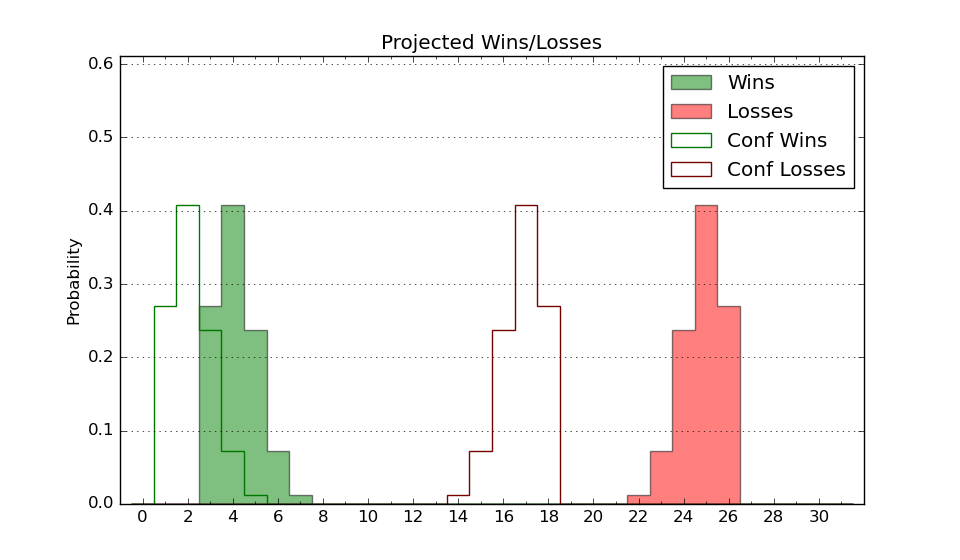 Projected Wins/Losses
Probability
0.6
0.5
0.4
0.3
0.2
0.1
0.0
Wins
Losses
Conf Wins
Conf Losses
0 2 4 6 8 10 12 14 16 18 20 22 24 26 28 30